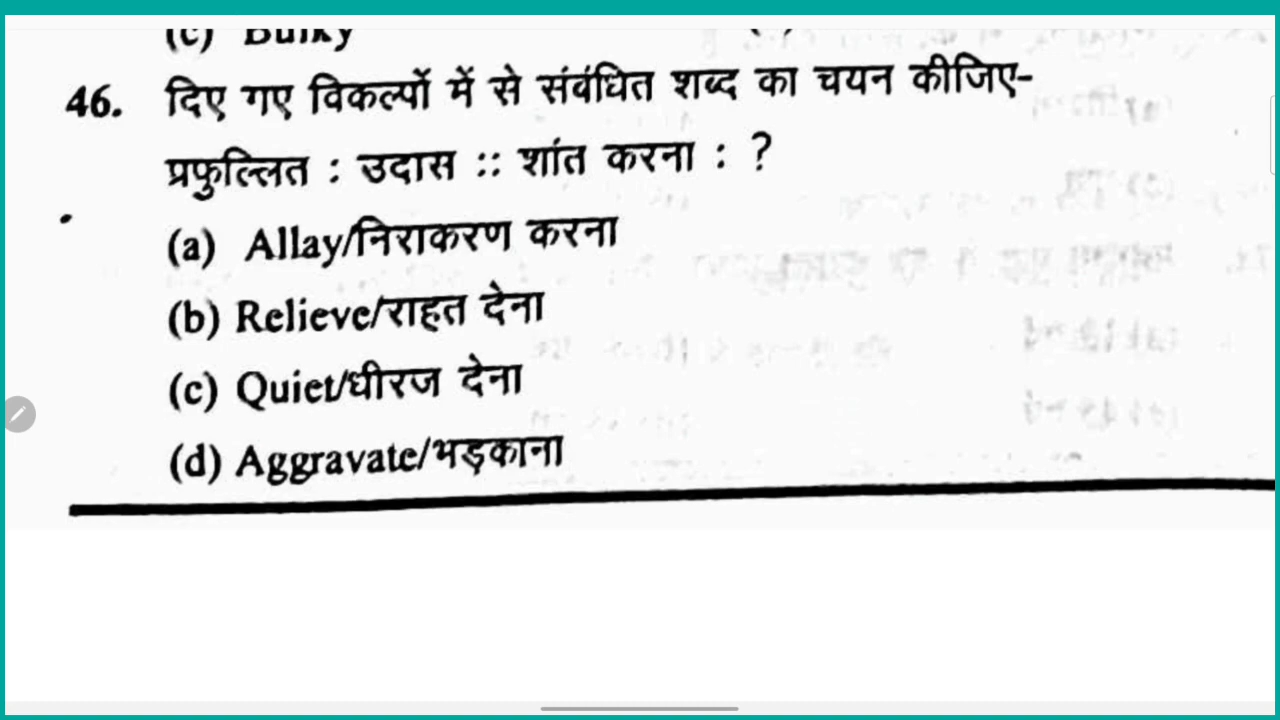 (c) Bulky
46. दिए गए विकल्पों में से संबंधित शब्द का चयन कीजिए-
प्रफुल्लित : उदास :: शांत करना : ?
(a) Allay/निराकरण करना
(b) Relieve/राहत देना
(c) Quiet/धीरज देना
(d) Aggravate/भड़काना